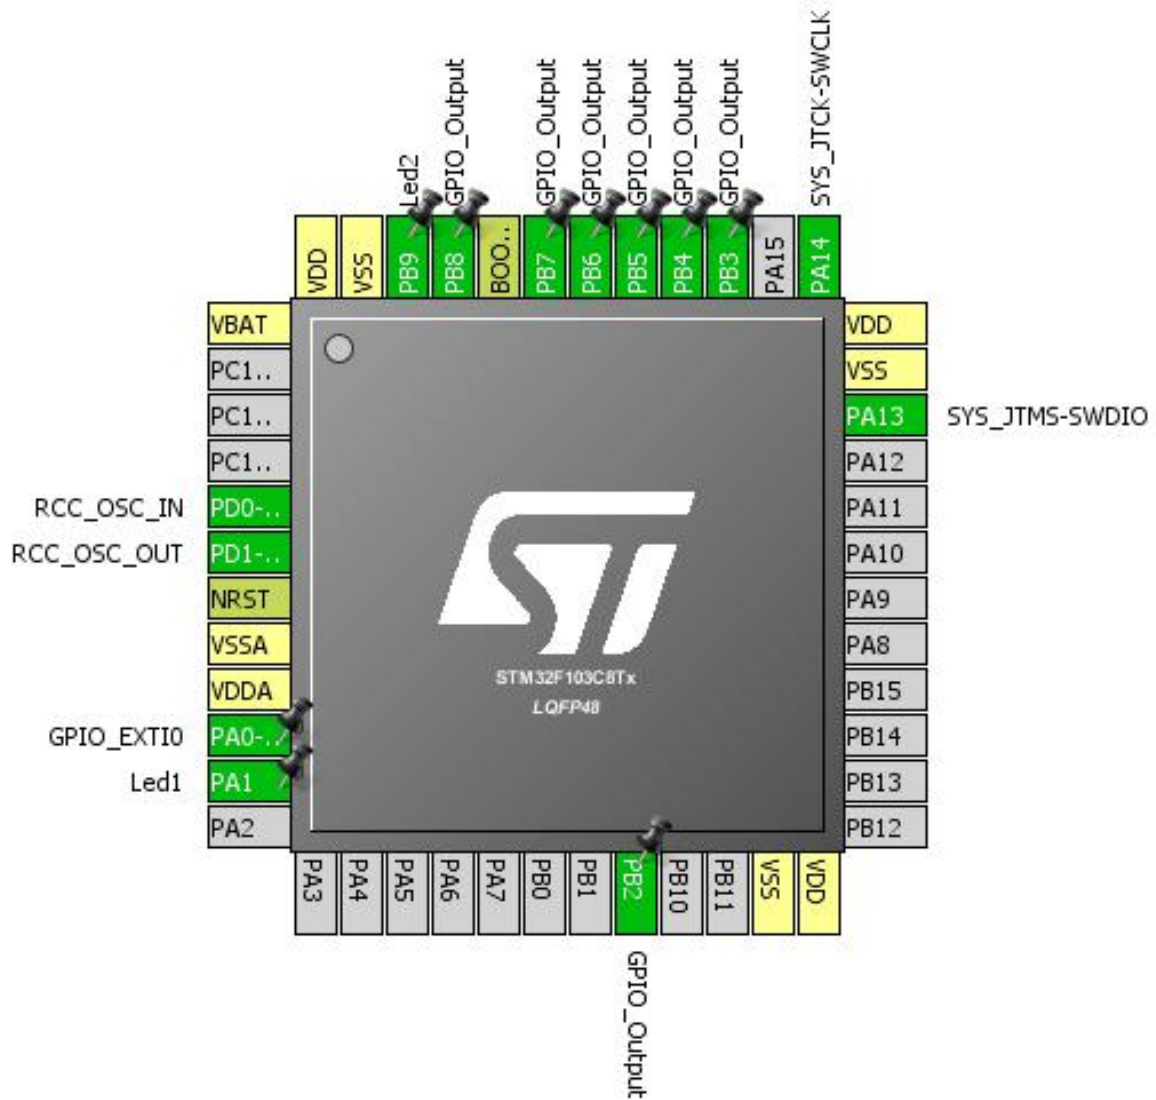 SYS_JTCK-SWCLK
GPIO_Output
GPIO_Output
GPIO_Output
GPIO_Output
GPIO_Output
GPIO_Output
Led2
VDD
VSS
PB9
PB8
BOO..
PB7
PB6
PB5
PB4
PB3
PA15
PA14
VBAT
PC1..
PC1..
PC1..
RCC_OSC_IN PD0-..
RCC_OSC_OUT PD1-..
NRST
VSSA
VDDA
GPIO_EXTI0 PA0-..
Led1 PA1
PA2
VDD
VSS
PA13 SYS_JTMS-SWDIO
PA12
PA11
PA10
PA9
PA8
PB15
PB14
PB13
PB12
ST
STM32F103C8Tx
LQFP48
PA3
PA4
PA5
PA6
PA7
PB0
PB1
PB2
PB10
PB11
VSS
VDD
GPIO_Output